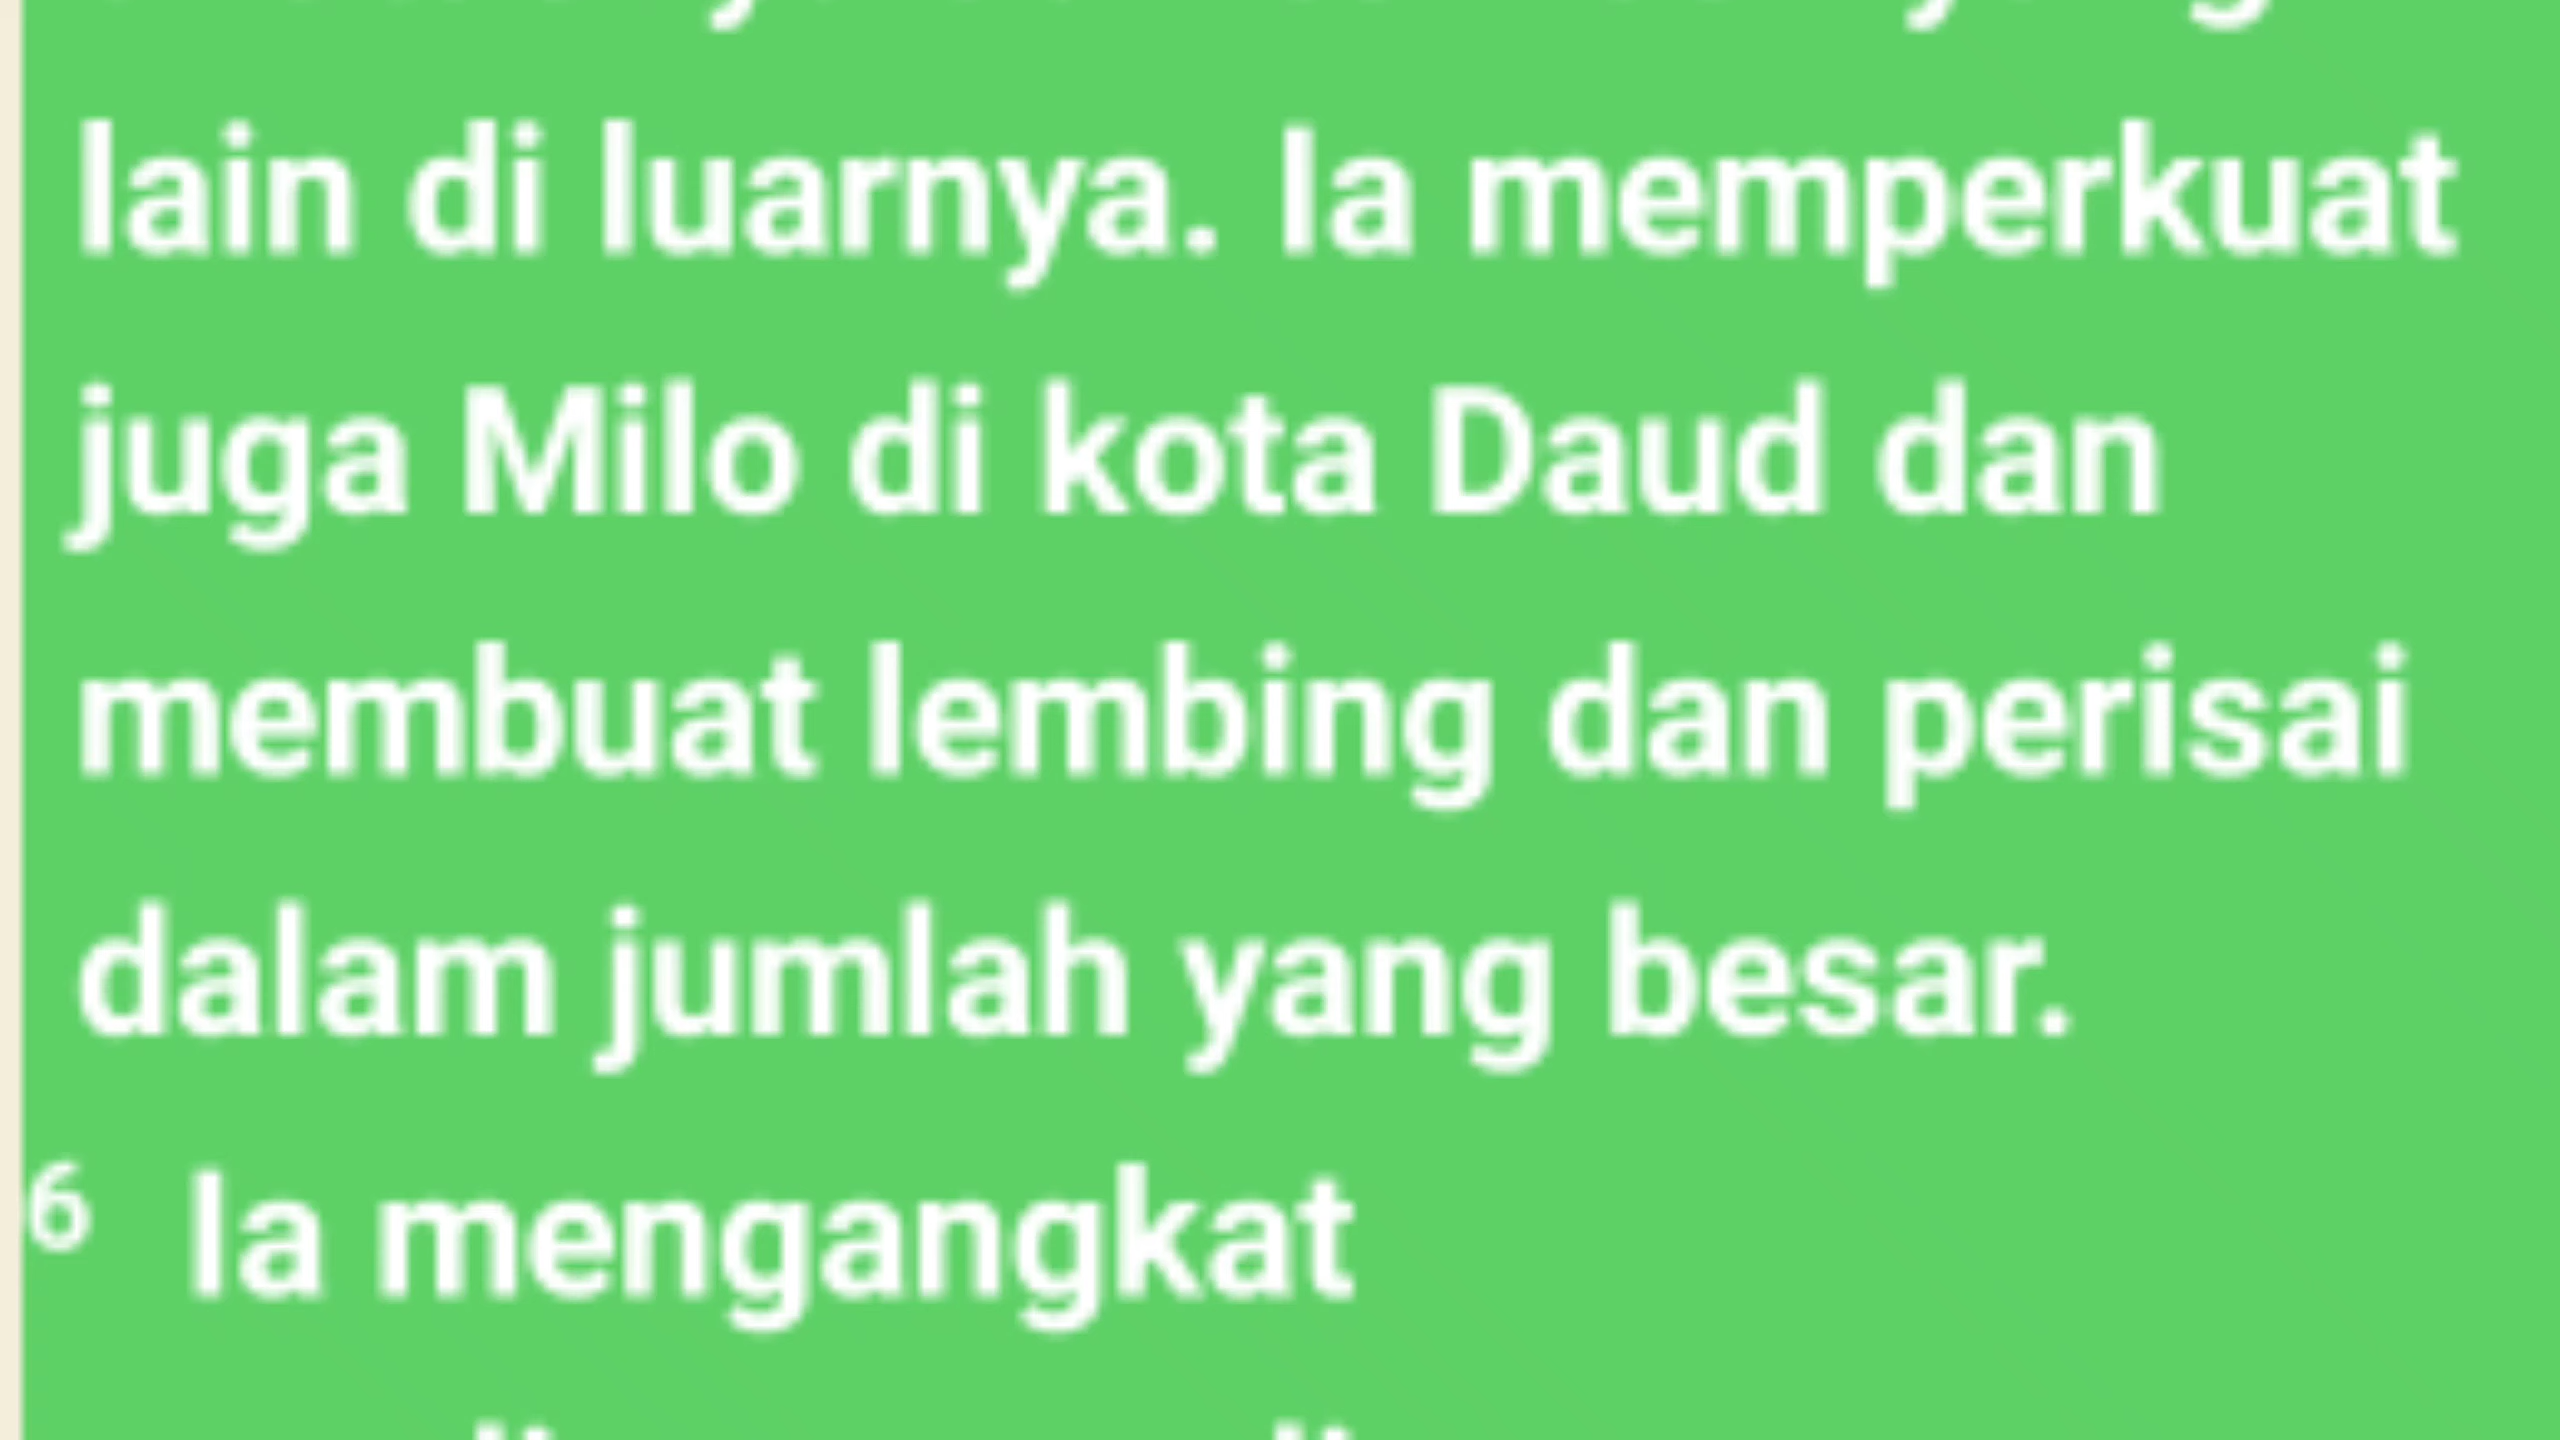 lain di luarnya. Ia memperkuat
juga Milo di kota Daud dan
membuat lembing dan perisai
dalam jumlah yang besar.
6 Ia mengangkat